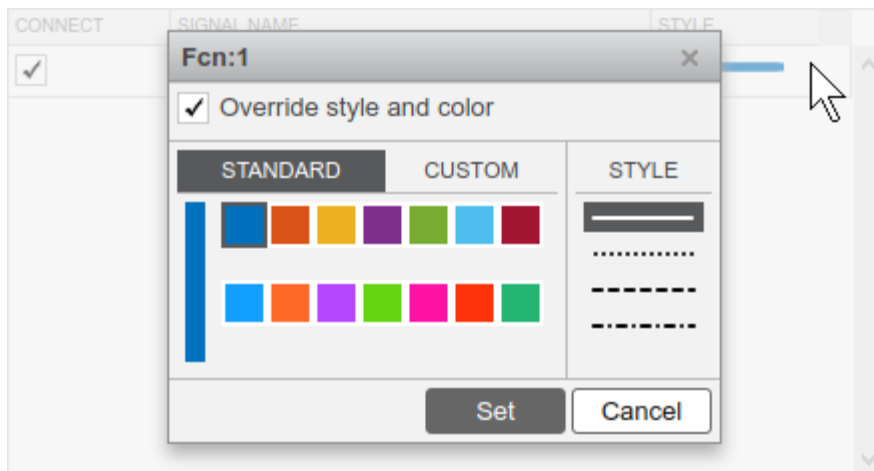 CONNECT SIGNAL NAME STYLE
Fcn:1
Override style and color
STANDARD CUSTOM STYLE
Set Cancel